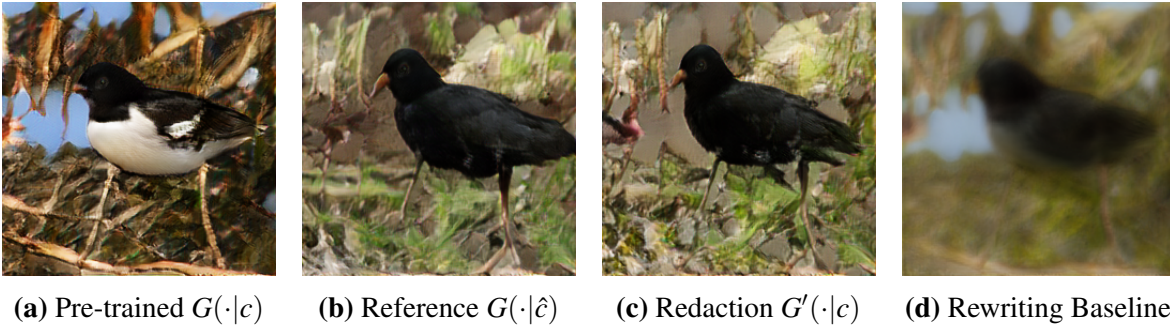 (a) Pre-trained G(·|c) (b) Reference G(·|ĉ) (c) Redaction G′(·|c) (d) Rewriting Baseline